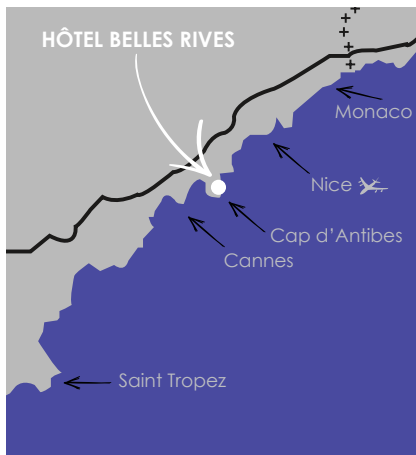 HÔTEL BELLES RIVES
Monaco
Nice
Cap d'Antibes
Cannes
Saint Tropez